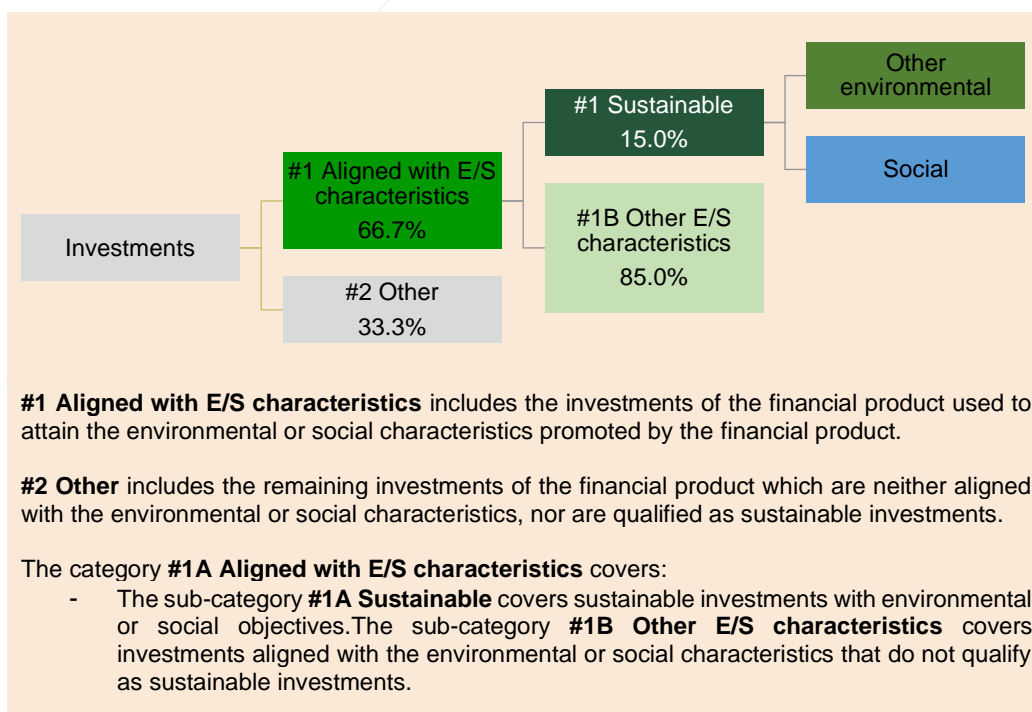 Other
environmental
#1 Sustainable
15.0%
Social
#1 Aligned with E/S
characteristics
66.7%
#1B Other E/S
characteristics
85.0%
Investments
#2 Other
33.3%
#1 Aligned with E/S characteristics includes the investments of the financial product used to
attain the environmental or social characteristics promoted by the financial product.
#2 Other includes the remaining investments of the financial product which are neither aligned
with the environmental or social characteristics, nor are qualified as sustainable investments.
The category #1A Aligned with E/S characteristics covers:
- The sub-category #1A Sustainable covers sustainable investments with environmental
or social objectives.The sub-category #1B Other E/S characteristics covers
investments aligned with the environmental or social characteristics that do not qualify
as sustainable investments.